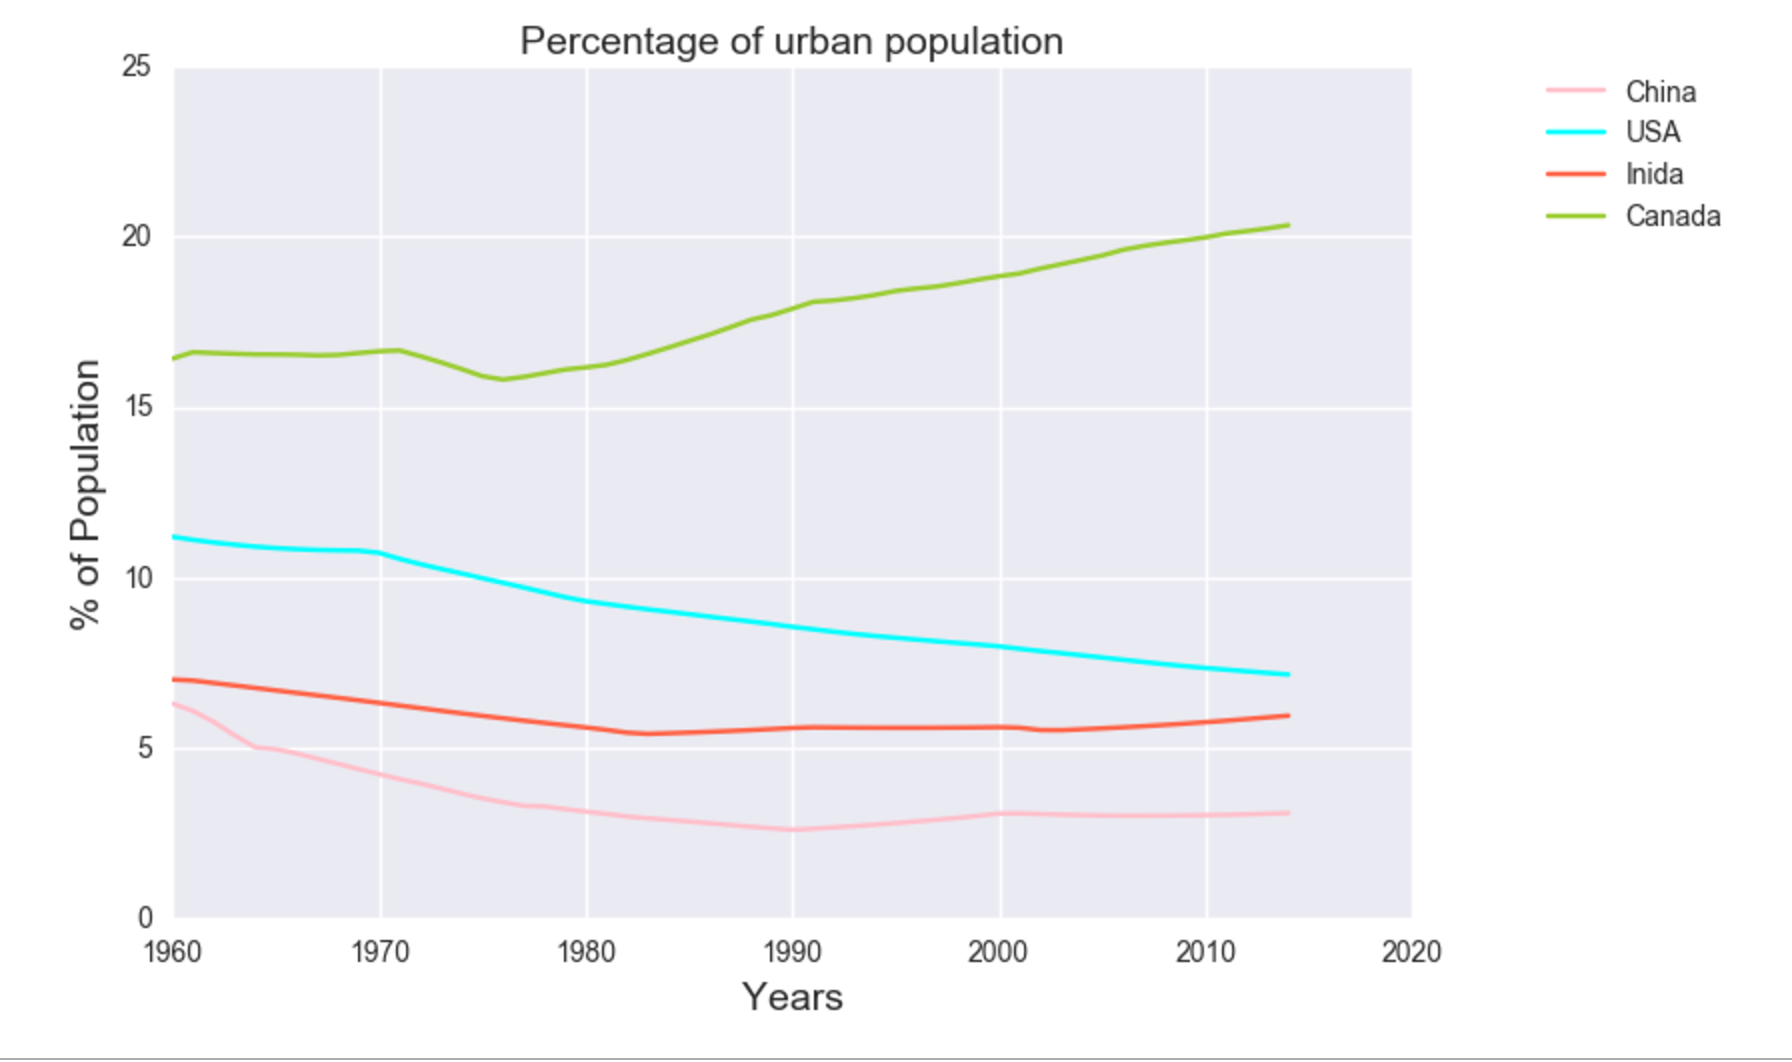 Percentage of urban population
25
20
15
10
5
0
% of Population
1960 1970 1980 1990 2000 2010 2020
Years
China
USA
Inida
Canada